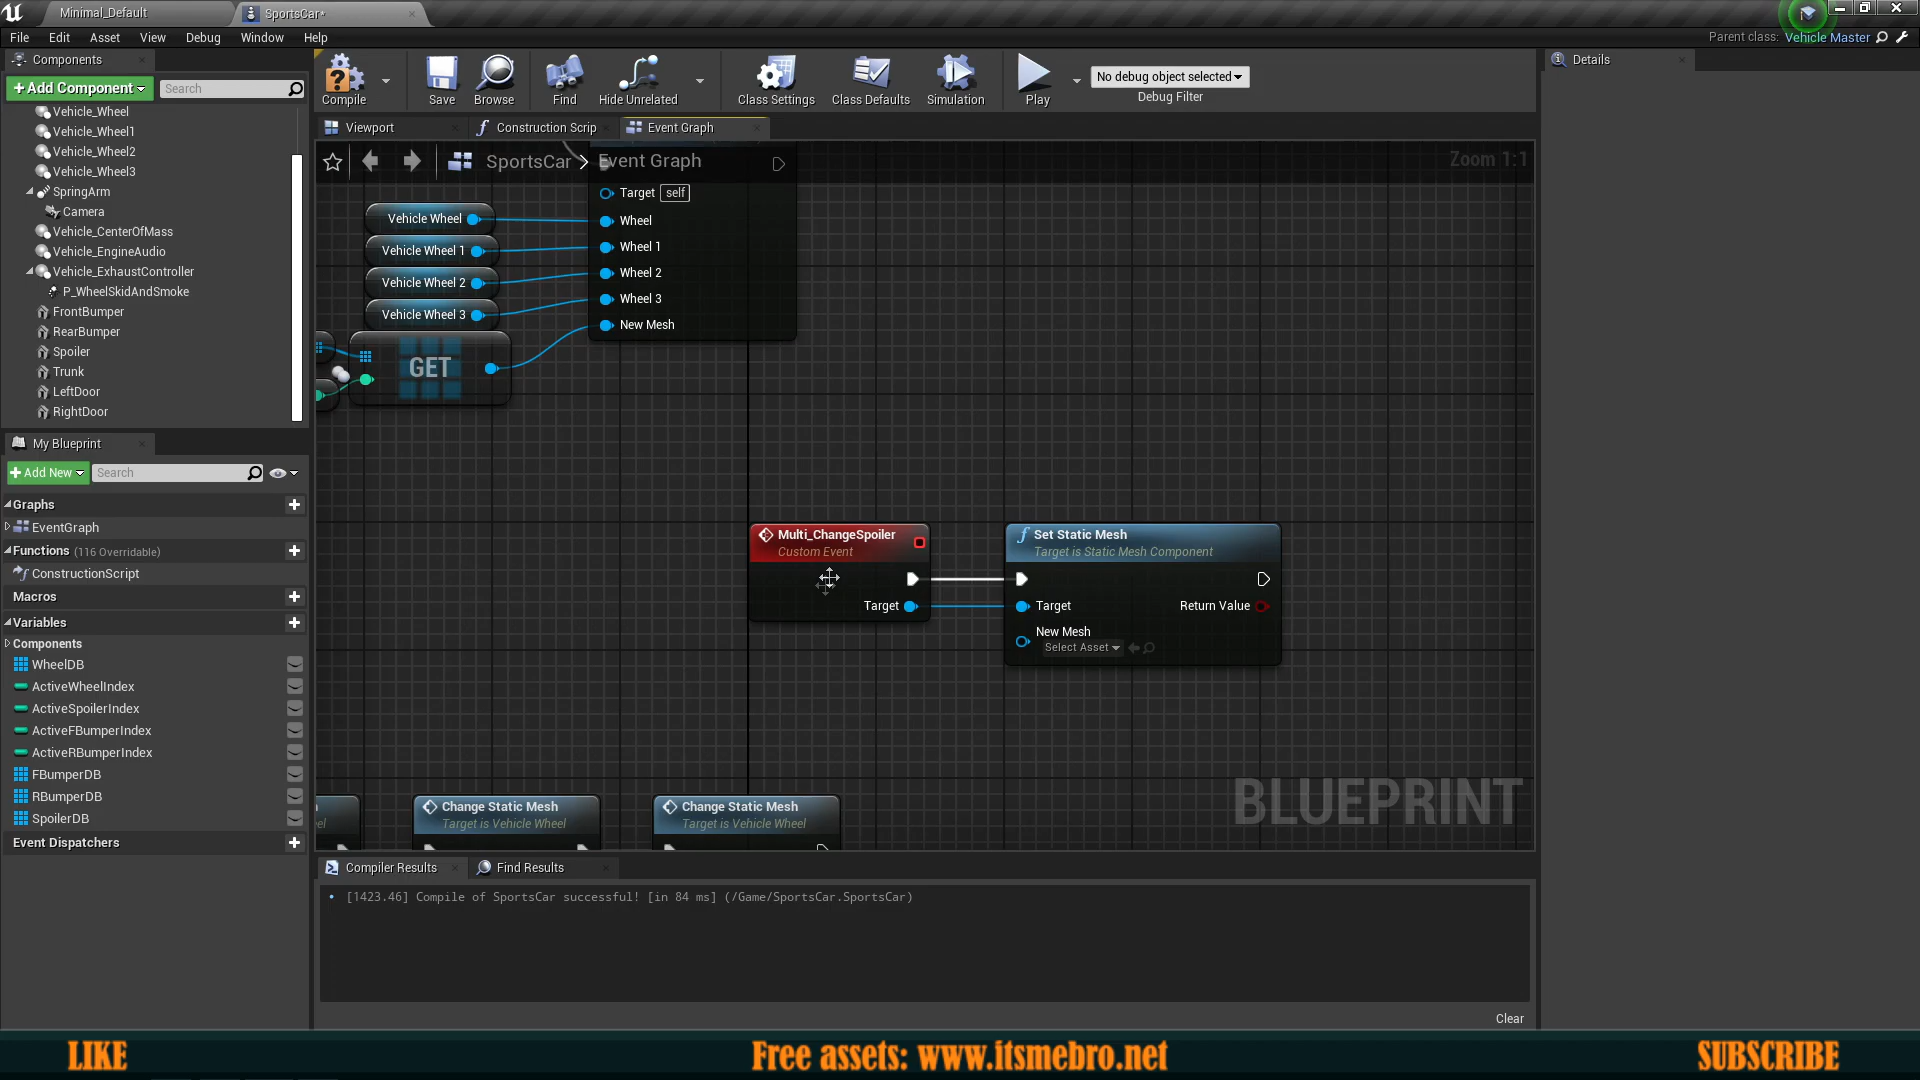 Minimal_Default
SportsCar*
File Edit Asset View Debug Window Help
Parent class: Vehicle Master
Components
+ Add Component
Search
Vehicle_Wheel
Vehicle_Wheel1
Vehicle_Wheel2
Vehicle_Wheel3
SpringArm
Camera
Vehicle_CenterOfMass
Vehicle_EngineAudio
Vehicle_ExhaustController
P_WheelSkidAndSmoke
FrontBumper
RearBumper
Spoiler
Trunk
LeftDoor
RightDoor
My Blueprint
+ Add New
Search
Graphs
EventGraph
Functions (116 Overridable)
ConstructionScript
Macros
Variables
Components
WheelDB
ActiveWheelIndex
ActiveSpoilerIndex
ActiveFBumperIndex
ActiveRBumperIndex
FBumperDB
RBumperDB
SpoilerDB
Event Dispatchers
Compile
Save
Browse
Find
Hide Unrelated
Class Settings
Class Defaults
Simulation
Play
No debug object selected
Debug Filter
Viewport
Construction Scrip
Event Graph
SportsCar > Event Graph
Zoom 1:1
Target self
Vehicle Wheel
Wheel
Vehicle Wheel 1
Wheel 1
Vehicle Wheel 2
Wheel 2
Vehicle Wheel 3
Wheel 3
New Mesh
GET
Multi_ChangeSpoiler
Custom Event
Target
Set Static Mesh
Target is Static Mesh Component
Target
Return Value
New Mesh
Select Asset
Change Static Mesh
Target is Vehicle Wheel
Change Static Mesh
Target is Vehicle Wheel
BLUEPRINT
Compiler Results
Find Results
[1423.46] Compile of SportsCar successful! [in 84 ms] (/Game/SportsCar.SportsCar)
Clear
Details
LIKE
Free assets: www.itsmebro.net
SUBSCRIBE